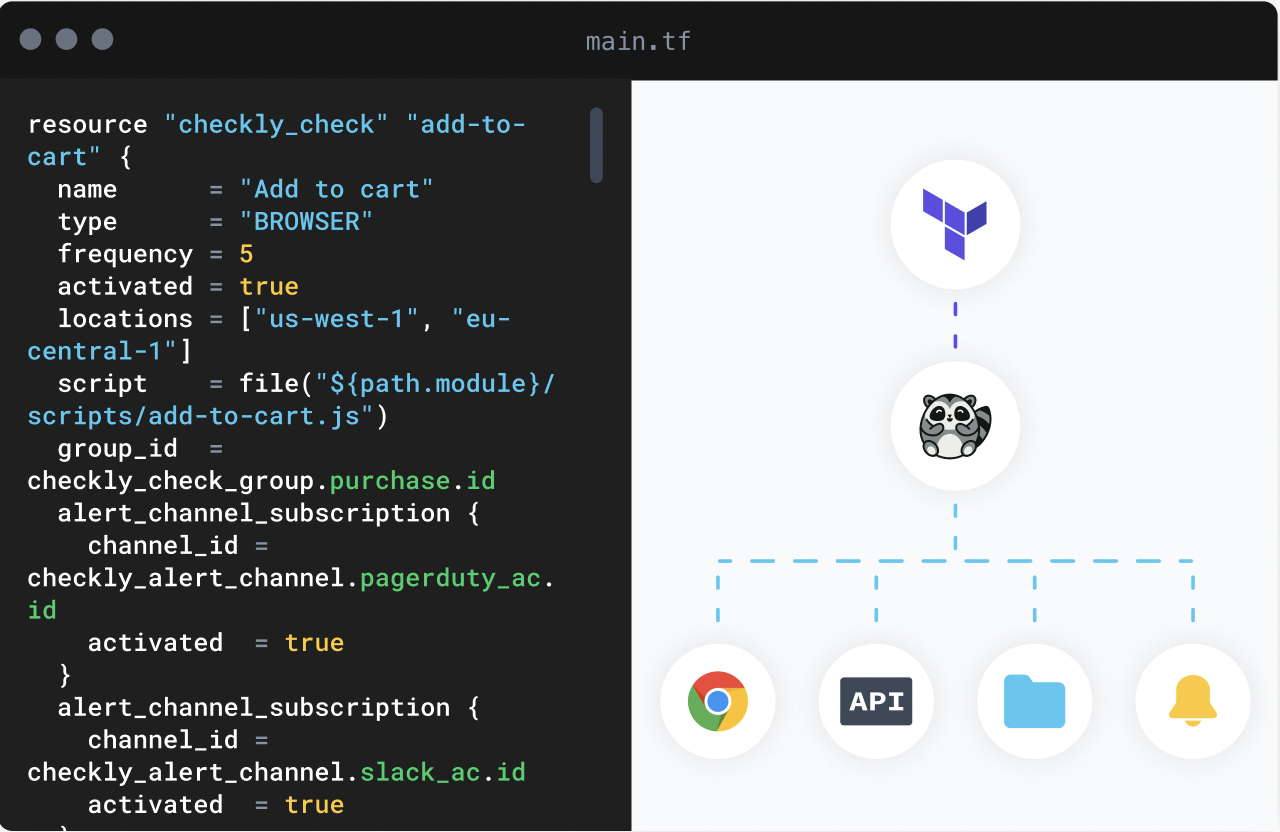 main.tf
resource "checkly_check" "add-to-
cart" {
  name      = "Add to cart"
  type      = "BROWSER"
  frequency = 5
  activated = true
  locations = ["us-west-1", "eu-
central-1"]
  script    = file("${path.module}/
scripts/add-to-cart.js")
  group_id  =
checkly_check_group.purchase.id
  alert_channel_subscription {
    channel_id =
checkly_alert_channel.pagerduty_ac.
id
    activated  = true
  }
  alert_channel_subscription {
    channel_id =
checkly_alert_channel.slack_ac.id
    activated  = true
  }
API